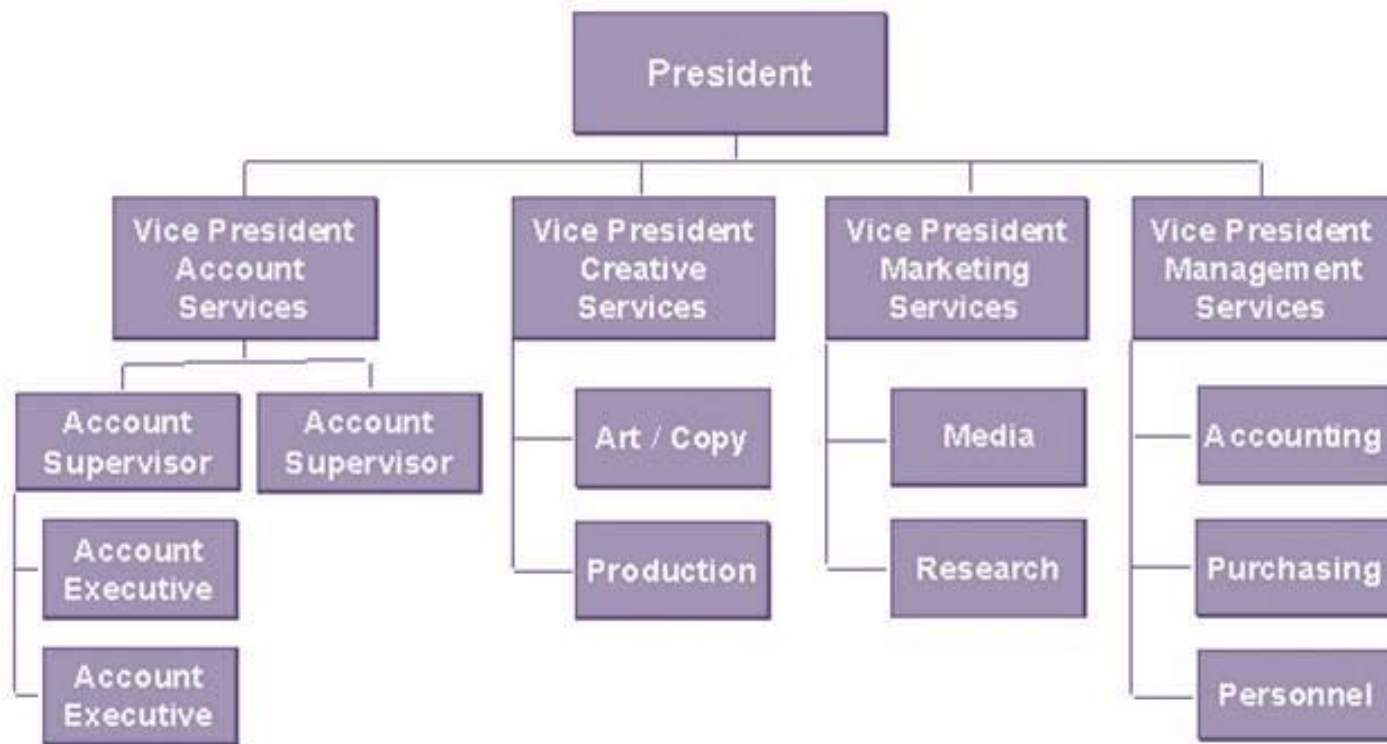 President
Vice President
Account
Services
Vice President
Creative
Services
Vice President
Marketing
Services
Vice President
Management
Services
Account
Supervisor
Account
Supervisor
Art / Copy
Media
Accounting
Account
Executive
Production
Research
Purchasing
Account
Executive
Personnel